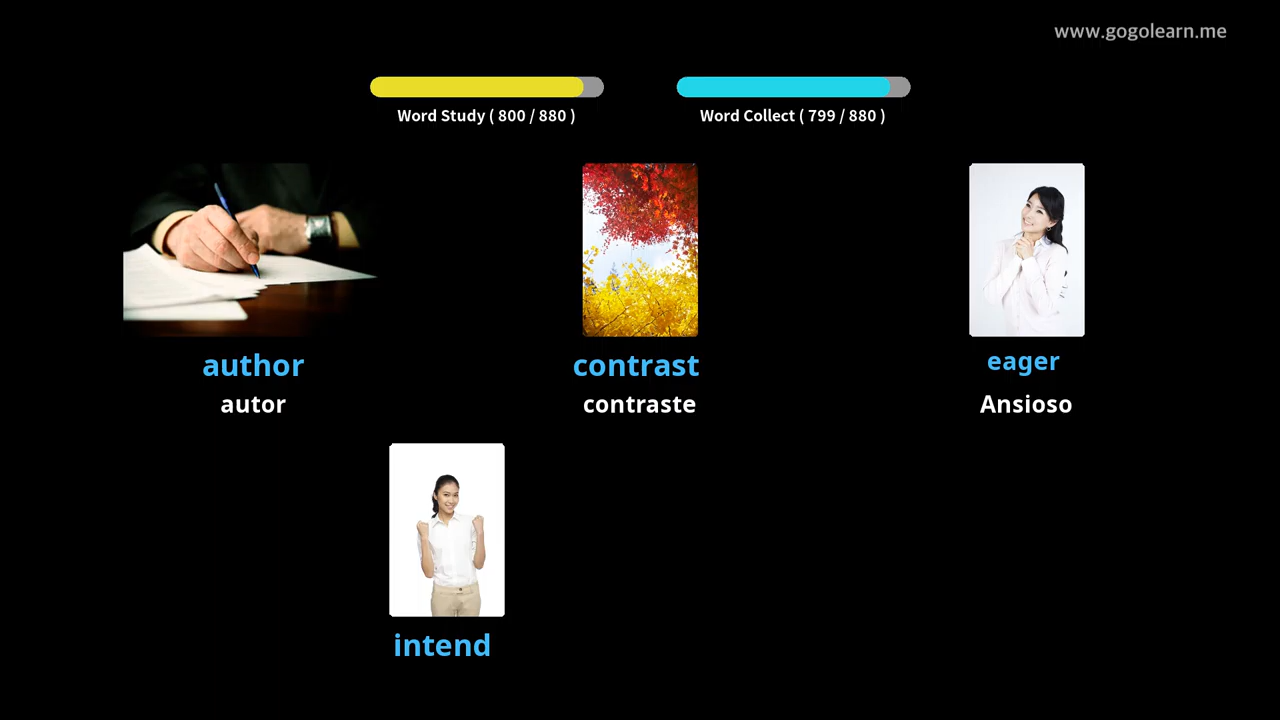 www.gogolearn.me
Word Study ( 800 / 880 )
Word Collect ( 799 / 880 )
author
contrast
eager
autor
contraste
Ansioso
intend